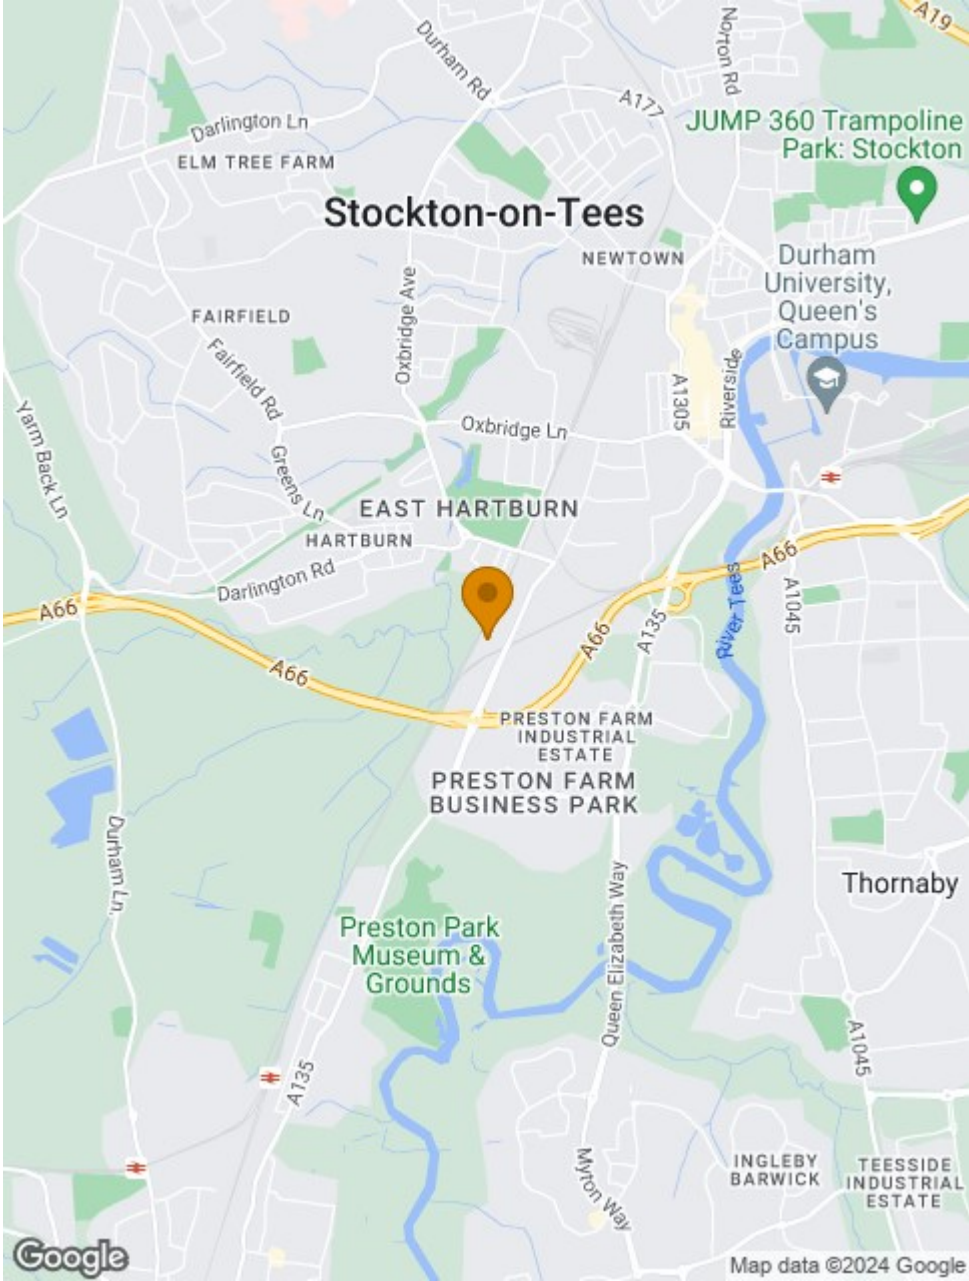 A19
Norton Rd
Durham Rd
A177
JUMP 360 Trampoline
Park: Stockton
Darlington Ln
ELM TREE FARM
Stockton-on-Tees
NEWTOWN
Durham
University,
Queen's
Campus
Oxbridge Ave
FAIRFIELD
Fairfield Rd
Riverside
A1305
Yarm Back Ln
Oxbridge Ln
Greens Ln
EAST HARTBURN
HARTBURN
Darlington Rd
A66
A66
A66
A66
A135
River Tees
A1045
PRESTON FARM
INDUSTRIAL
ESTATE
PRESTON FARM
BUSINESS PARK
Durham Ln
Thornaby
Queen Elizabeth Way
Preston Park
Museum &
Grounds
A135
A1045
Myton Way
INGLEBY
BARWICK
TEESSIDE
INDUSTRIAL
ESTATE
Google
Map data ©2024 Google